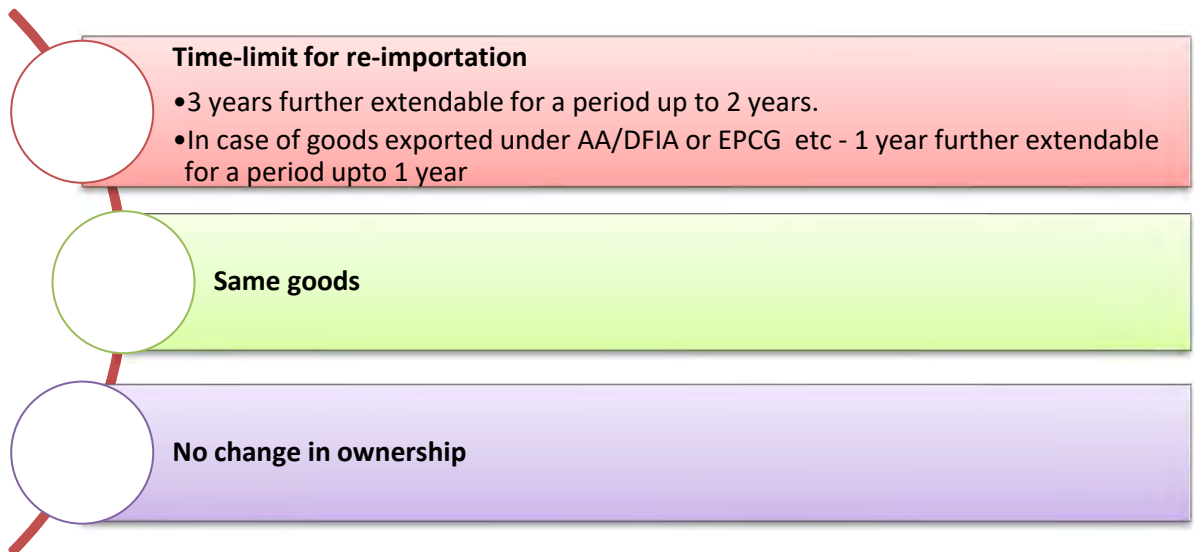 Time-limit for re-importation
•3 years further extendable for a period up to 2 years.
•In case of goods exported under AA/DFIA or EPCG  etc - 1 year further extendable
for a period upto 1 year
Same goods
No change in ownership